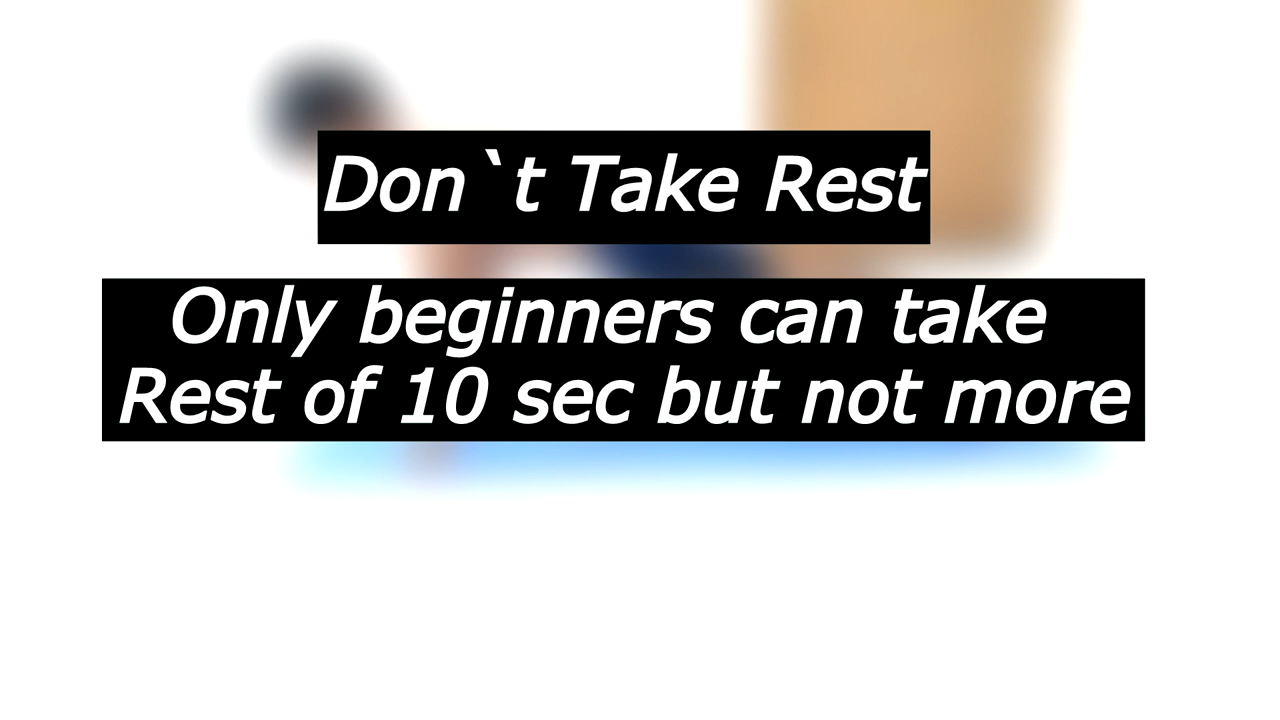 Don`t Take Rest
Only beginners can take
Rest of 10 sec but not more